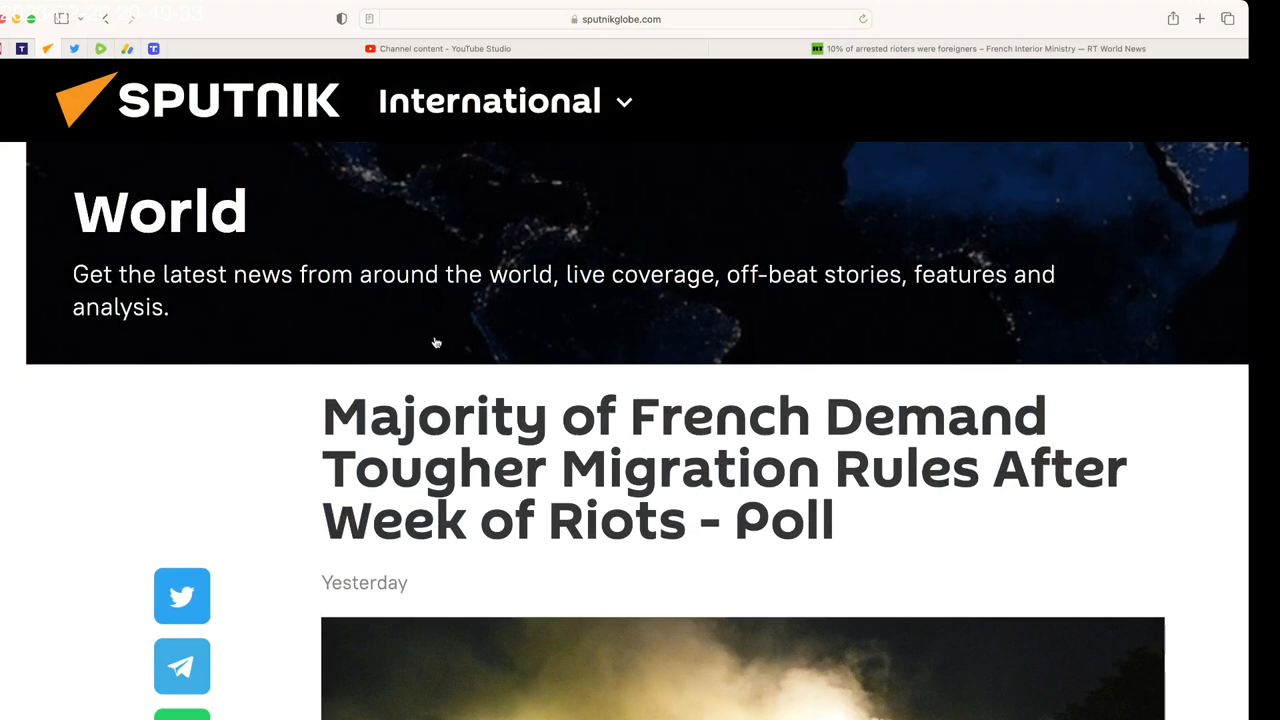 sputnikglobe.com
Channel content - YouTube Studio
RT
10% of arrested rioters were foreigners – French Interior Ministry — RT World News
SPUTNIK
International
World
Get the latest news from around the world, live coverage, off-beat stories, features and
analysis.
Majority of French Demand
Tougher Migration Rules After
Week of Riots - Poll
Yesterday